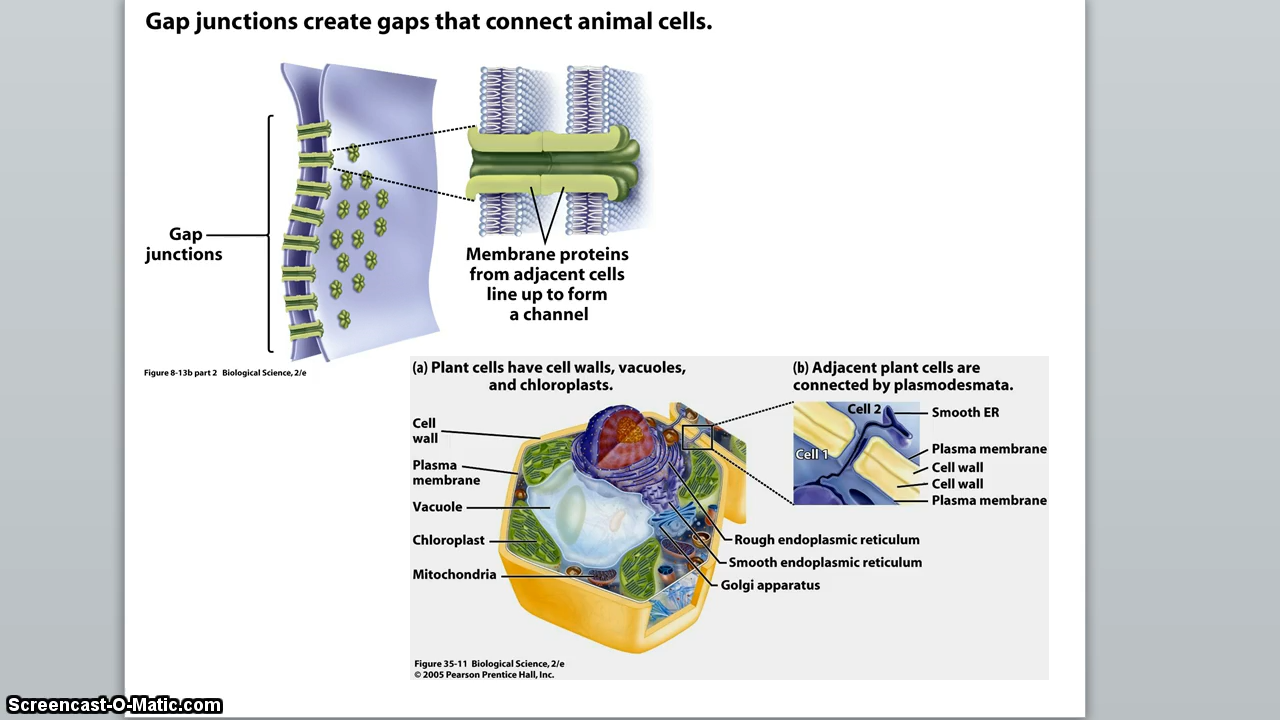 Gap junctions create gaps that connect animal cells.
Gap
junctions
Membrane proteins
from adjacent cells
line up to form
a channel
Figure 8-13b part 2 Biological Science, 2/e
(a) Plant cells have cell walls, vacuoles,
and chloroplasts.
Cell
wall
Plasma
membrane
Vacuole
Chloroplast
Mitochondria
Rough endoplasmic reticulum
Smooth endoplasmic reticulum
Golgi apparatus
(b) Adjacent plant cells are
connected by plasmodesmata.
Cell 2
Cell 1
Smooth ER
Plasma membrane
Cell wall
Cell wall
Plasma membrane
Figure 35-11 Biological Science, 2/e
© 2005 Pearson Prentice Hall, Inc.
Screencast-O-Matic.com